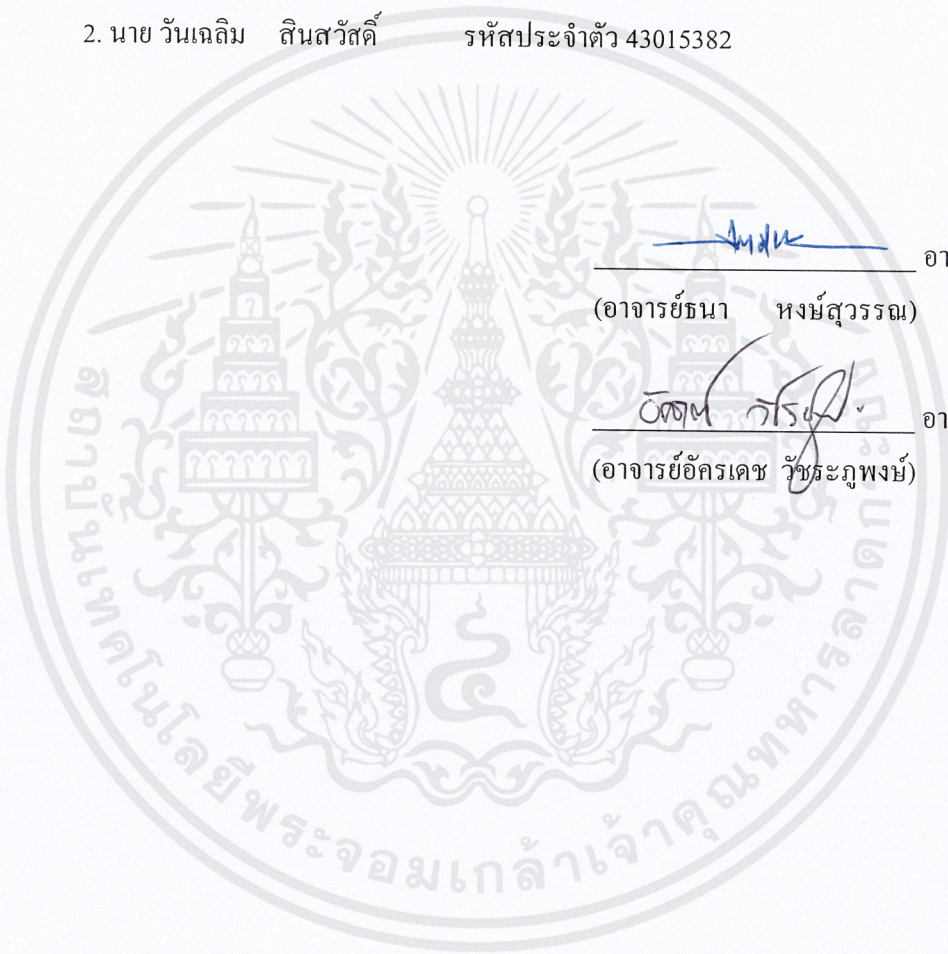 2. นาย วันเฉลิม สินสวัสดิ์ รหัสประจำตัว 43015382
อา
(อาจารย์ธนา หงษ์สุวรรณ)
อา
(อาจารย์อัครเดช วัชระภูพงษ์)
สถาบันเทคโนโลยีพระจอมเกล้าเจ้าคุณทหารลาดกระบัง